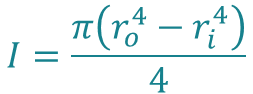 I = π(r_o^4 − r_i^4) / 4